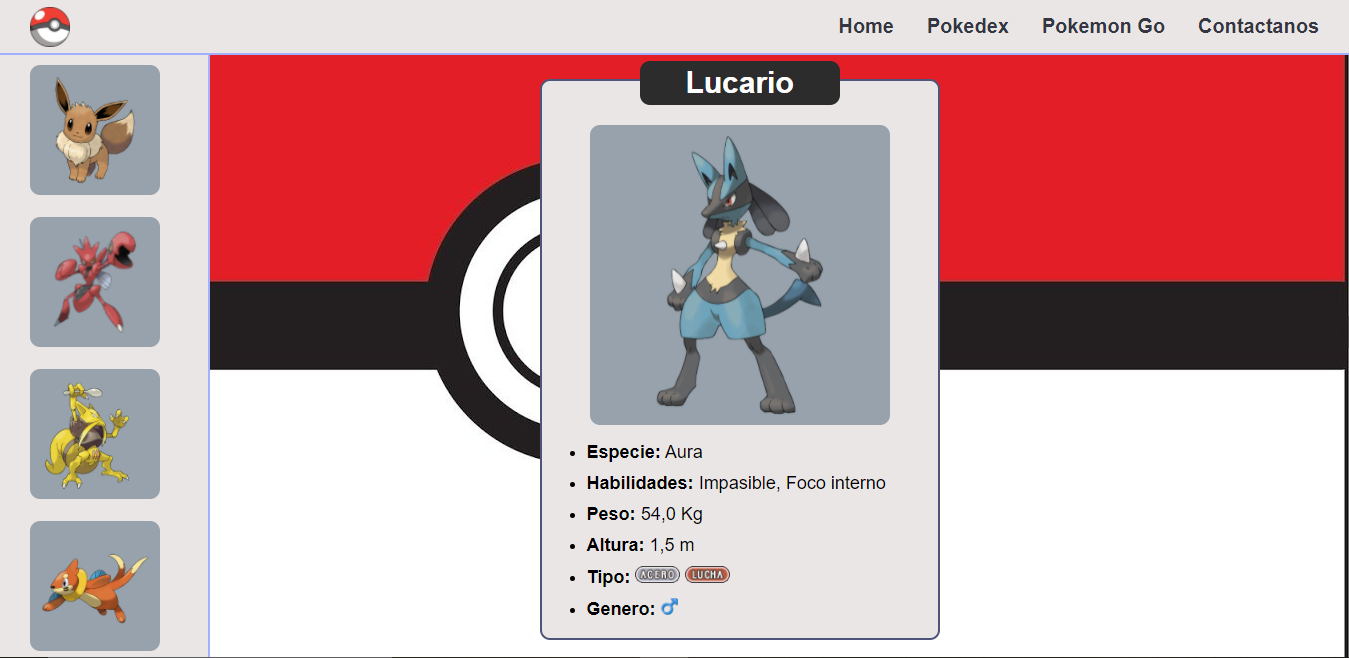 Home Pokedex Pokemon Go Contactanos
Lucario
Especie: Aura
Habilidades: Impasible, Foco interno
Peso: 54,0 Kg
Altura: 1,5 m
Tipo: ACERO LUCHA
Genero: